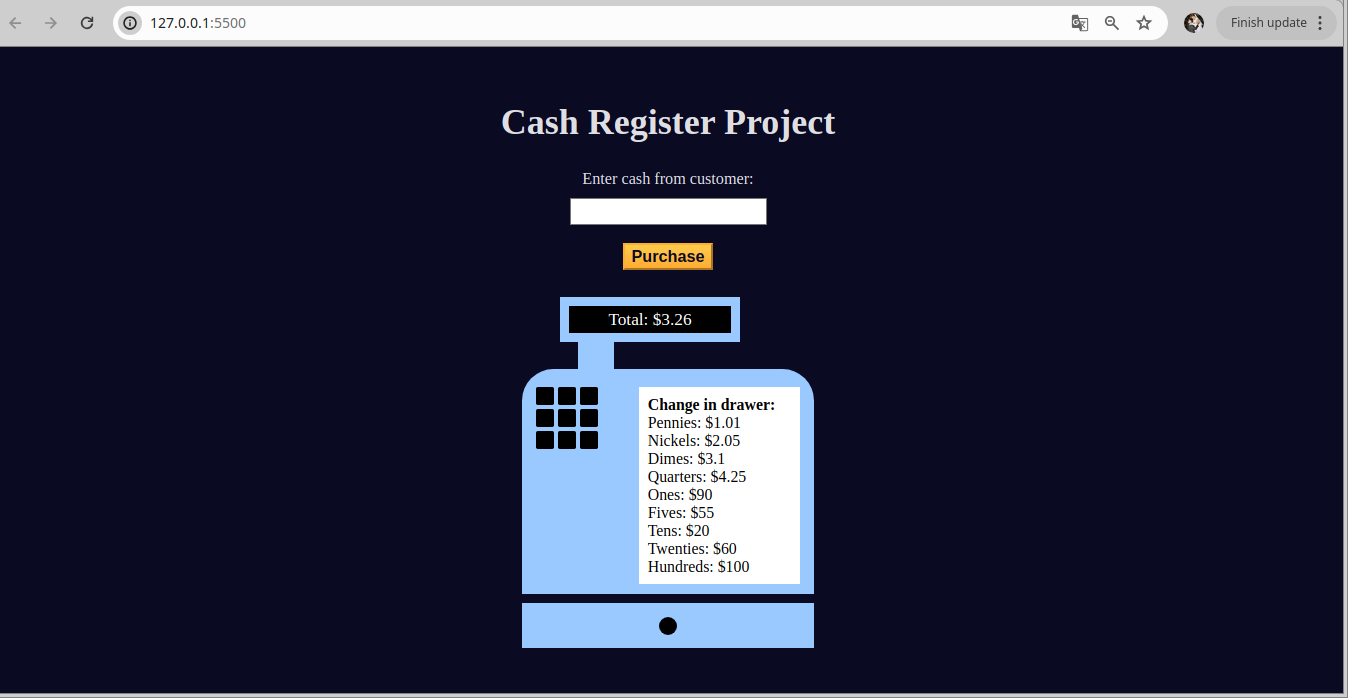 127.0.0.1:5500
Finish update
Cash Register Project
Enter cash from customer:
Purchase
Total: $3.26
Change in drawer:
Pennies: $1.01
Nickels: $2.05
Dimes: $3.1
Quarters: $4.25
Ones: $90
Fives: $55
Tens: $20
Twenties: $60
Hundreds: $100